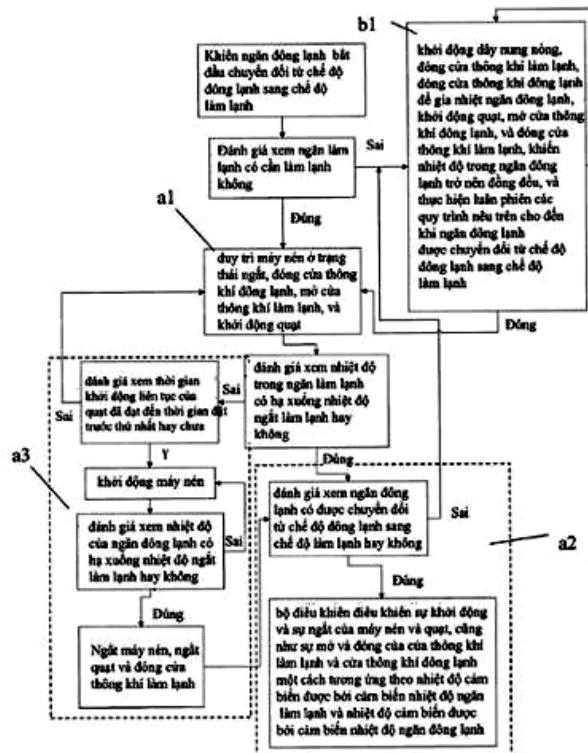 b1
Khiến ngăn đông lạnh bắt
đầu chuyển đổi từ chế độ
đông lạnh sang chế độ
làm lạnh
Đánh giá xem ngăn làm
lạnh có cần làm lạnh
không
Sai
Đúng
khởi động dây nung nóng,
đóng cửa thông khí làm lạnh,
đóng cửa thông khí đông lạnh
để gia nhiệt ngăn đông lạnh,
khởi động quạt, mở cửa thông
khí đông lạnh, và đóng cửa
thông khí làm lạnh, khiến
nhiệt độ trong ngăn đông
lạnh trở nên đồng đều, và
thực hiện luân phiên các
quy trình nêu trên cho đến
khi ngăn đông lạnh
được chuyển đổi từ chế độ
đông lạnh sang chế độ
làm lạnh
Đúng
a1
duy trì máy nén ở trạng
thái ngắt, đóng cửa thông
khí đông lạnh, mở cửa
thông khí làm lạnh, và
khởi động quạt
đánh giá xem nhiệt độ
trong ngăn làm lạnh
có hạ xuống nhiệt độ
ngắt làm lạnh hay
không
Sai
Đúng
đánh giá xem thời gian
khởi động liên tục của
quạt đã đạt đến thời gian đặt
trước thứ nhất hay chưa
Sai
Y
a3
khởi động máy nén
đánh giá xem nhiệt độ
của ngăn đông lạnh có
hạ xuống nhiệt độ ngắt
làm lạnh hay không
Sai
Đúng
Ngắt máy nén, ngắt
quạt và đóng cửa
thông khí làm lạnh
đánh giá xem ngăn đông
lạnh có được chuyển đổi
từ chế độ đông lạnh sang
chế độ làm lạnh hay không
Sai
Đúng
a2
bộ điều khiên điều khiển sự khởi động
và sự ngắt của máy nén và quạt, cũng
như sự mở và đóng của cửa thông khí
làm lạnh và cửa thông khí đông lạnh
một cách tương ứng theo nhiệt độ cảm
biến được bởi cảm biến nhiệt độ ngăn
làm lạnh và nhiệt độ cảm biến được
bởi cảm biến nhiệt độ ngăn đông lạnh